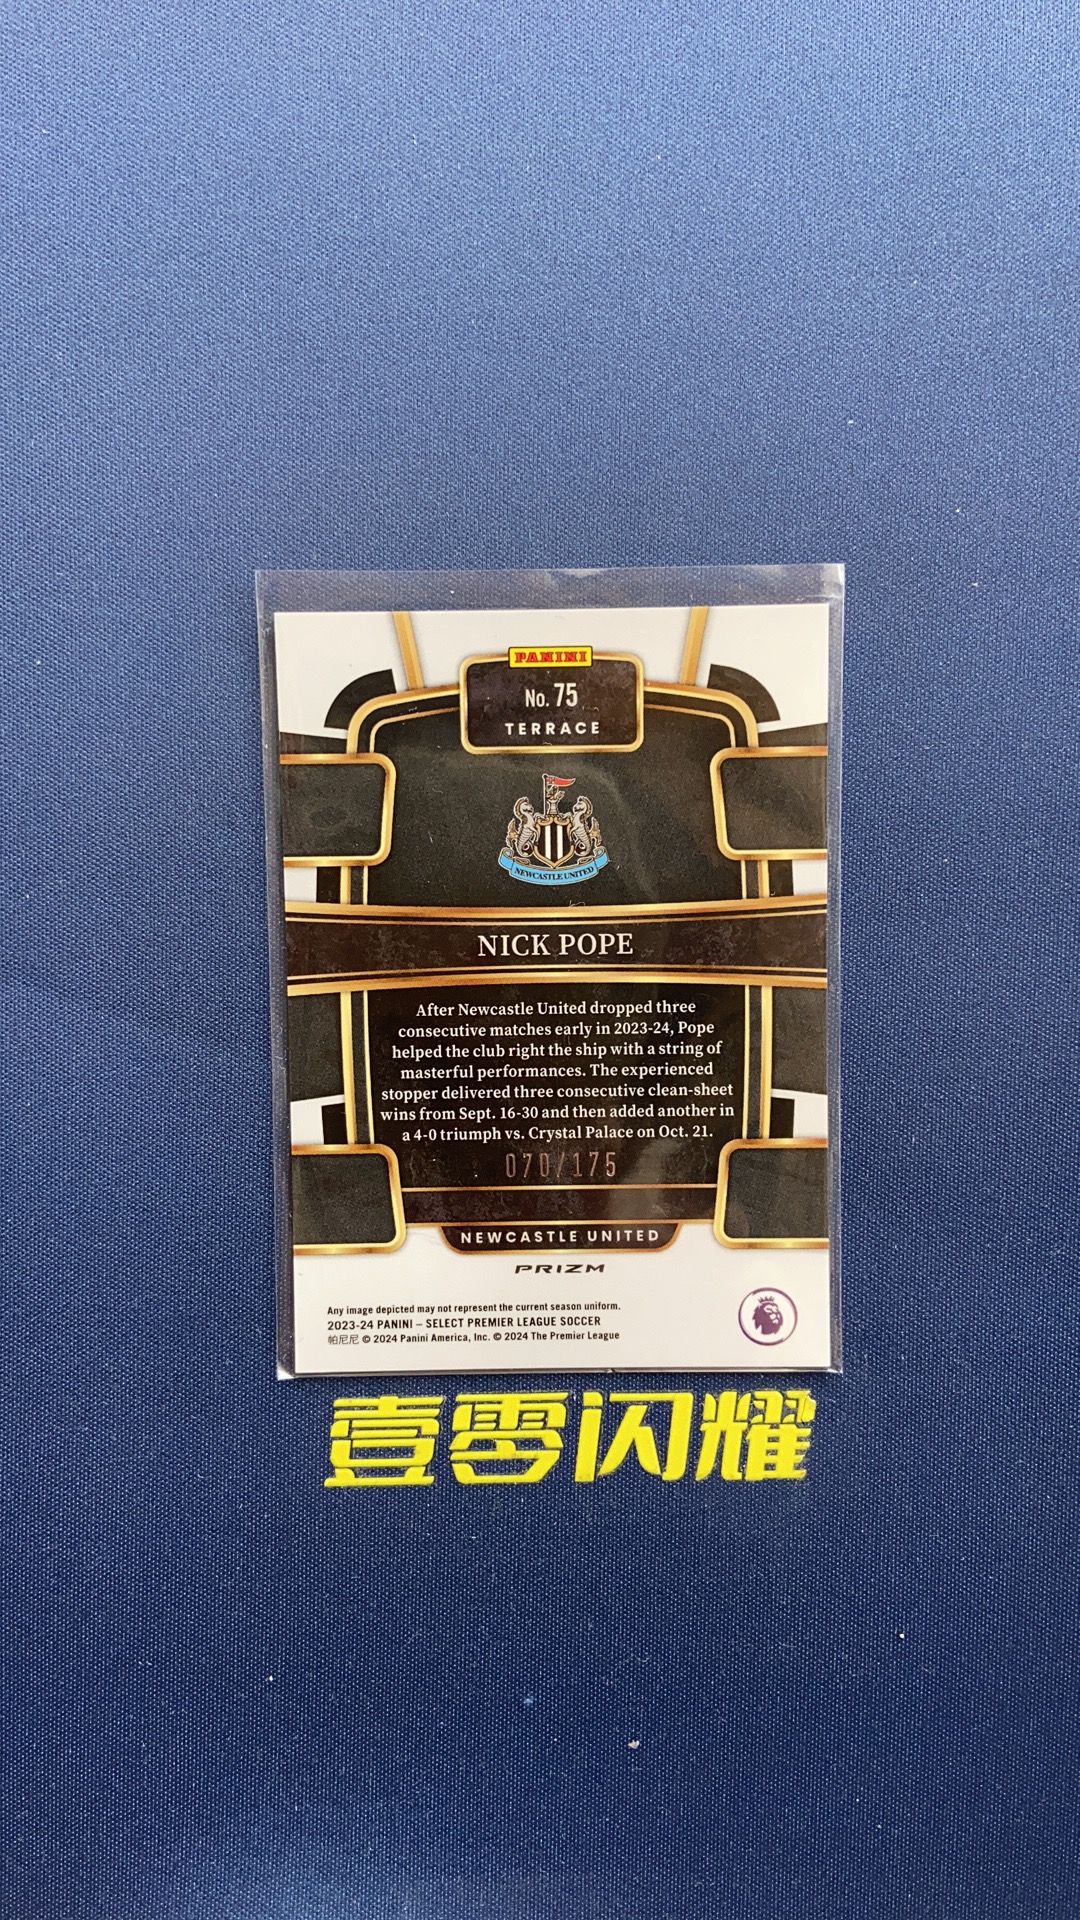 PANINI
No. 75
TERRACE
NEWCASTLE UNITED
NICK POPE
After Newcastle United dropped three
consecutive matches early in 2023-24, Pope
helped the club right the ship with a string of
masterful performances. The experienced
stopper delivered three consecutive clean-sheet
wins from Sept. 16-30 and then added another in
a 4-0 triumph vs. Crystal Palace on Oct. 21.
070/175
NEWCASTLE UNITED
PRIZM
Any image depicted may not represent the current season uniform.
2023-24 PANINI – SELECT PREMIER LEAGUE SOCCER
帕尼尼 © 2024 Panini America, Inc. © 2024 The Premier League
壹零闪耀